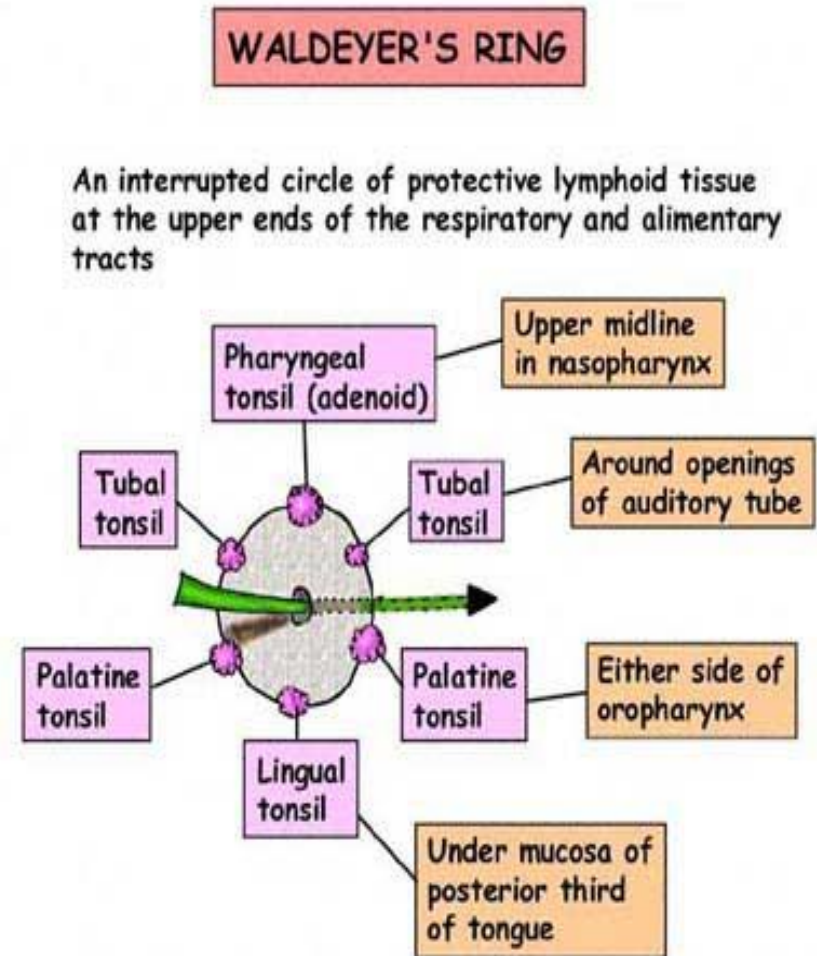 WALDEYER'S RING
An interrupted circle of protective lymphoid tissue
at the upper ends of the respiratory and alimentary
tracts
Upper midline
in nasopharynx
Pharyngeal
tonsil (adenoid)
Tubal
tonsil
Tubal
tonsil
Around openings
of auditory tube
Palatine
tonsil
Palatine
tonsil
Either side of
oropharynx
Lingual
tonsil
Under mucosa of
posterior third
of tongue